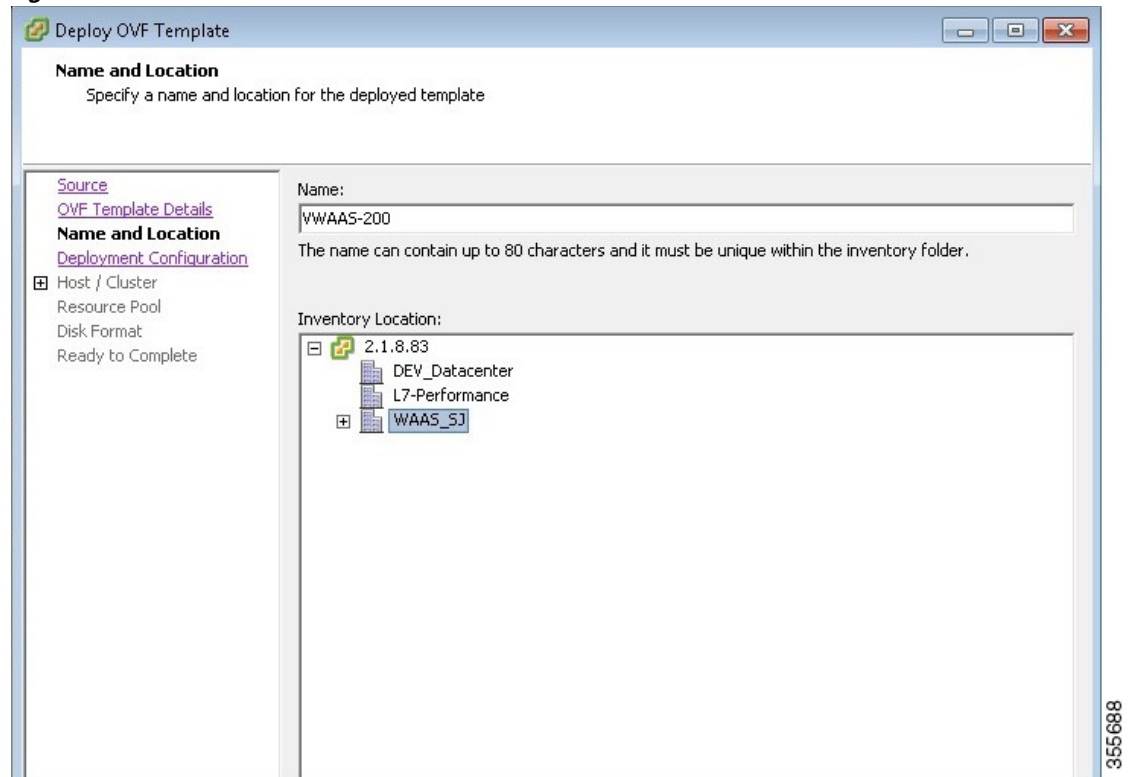 Deploy OVF Template
Name and Location
Specify a name and location for the deployed template
Source
OVF Template Details
Name and Location
Deployment Configuration
Host / Cluster
Resource Pool
Disk Format
Ready to Complete
Name:
VWAAS-200
The name can contain up to 80 characters and it must be unique within the inventory folder.
Inventory Location:
2.1.8.83
DEV_Datacenter
L7-Performance
WAAS_SJ
355688